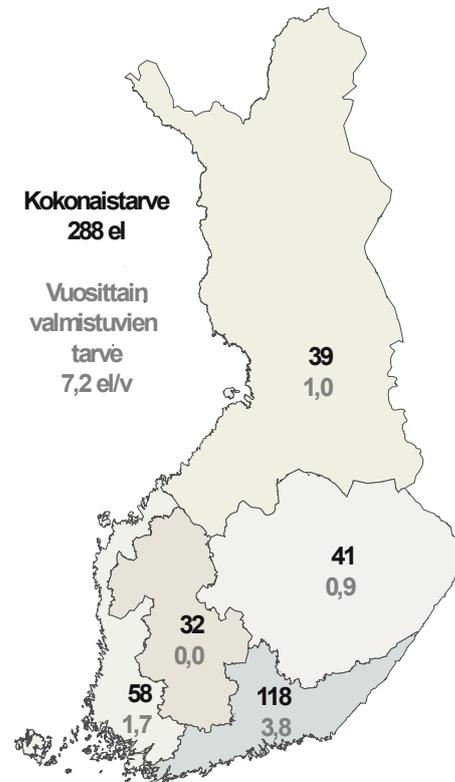 Kokonaistarve
288 el
Vuosittain
valmistuvien
tarve
7,2 el/v
39
1,0
41
0,9
32
0,0
58
1,7
118
3,8